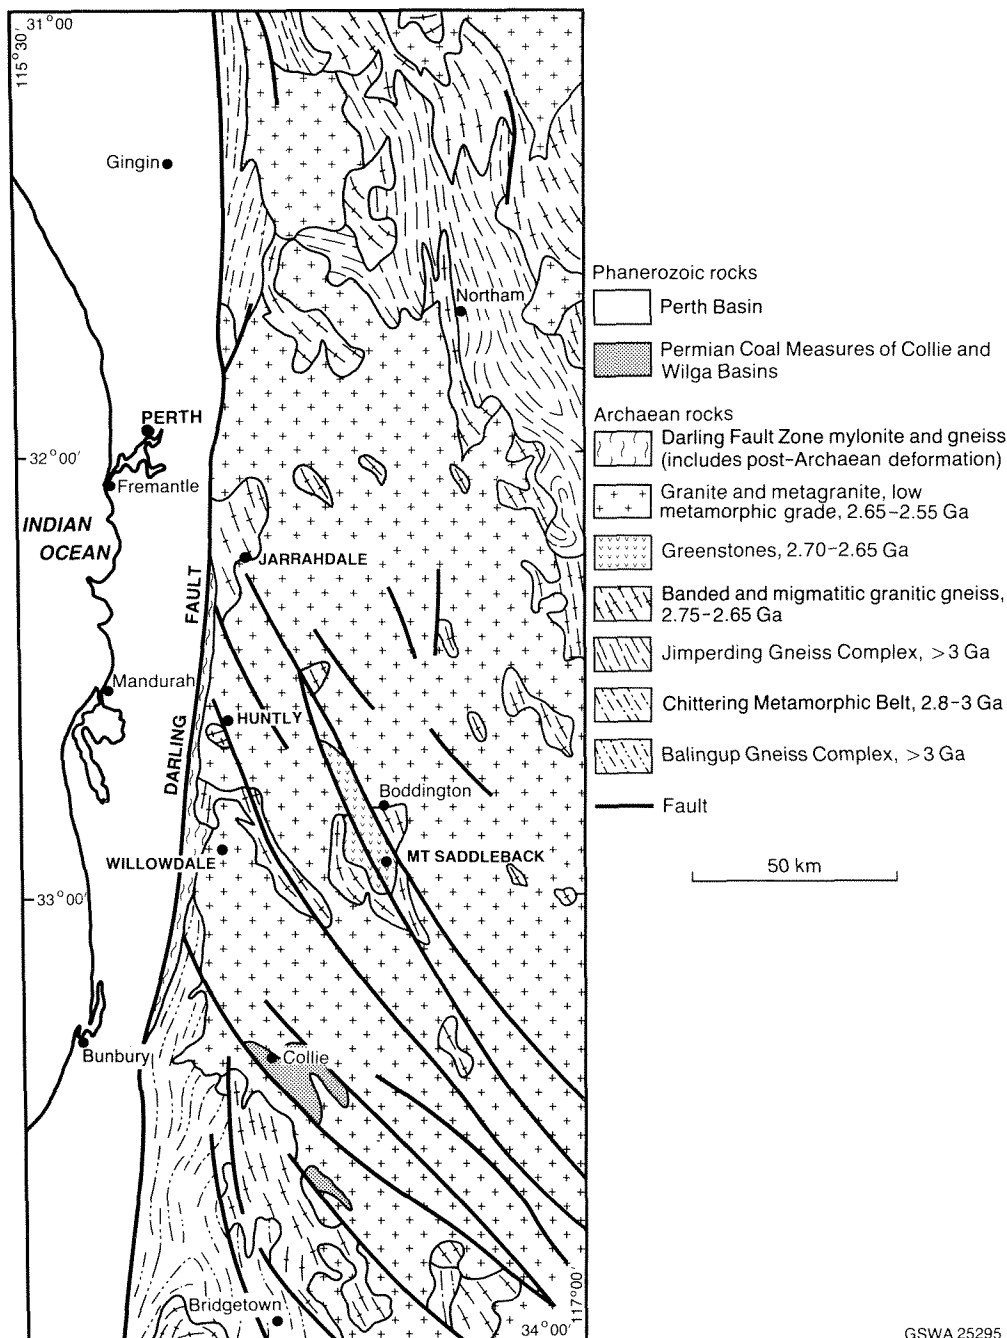 31°00'
115°30'
Gingin
Northam
PERTH
32°00'
Fremantle
INDIAN
OCEAN
JARRAHDALE
FAULT
Mandurah
HUNTLY
DARLING
Boddington
WILLOWDALE
MT SADDLEBACK
33°00'
Bunbury
Collie
Bridgetown
117°00'
34°00'
Phanerozoic rocks
Perth Basin
Permian Coal Measures of Collie and
Wilga Basins
Archaean rocks
Darling Fault Zone mylonite and gneiss
(includes post-Archaean deformation)
Granite and metagranite, low
metamorphic grade, 2.65-2.55 Ga
Greenstones, 2.70-2.65 Ga
Banded and migmatitic granitic gneiss,
2.75-2.65 Ga
Jimperding Gneiss Complex, >3 Ga
Chittering Metamorphic Belt, 2.8-3 Ga
Balingup Gneiss Complex, >3 Ga
Fault
50 km
GSWA 25295